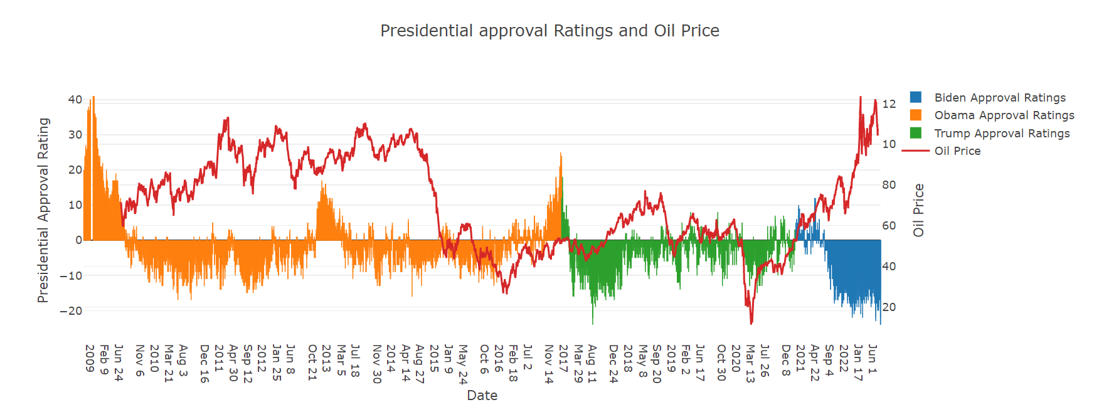 Presidential approval Ratings and Oil Price
Presidential Approval Rating
40
30
20
10
0
−10
−20
12
10
80
60
40
20
Oil Price
Biden Approval Ratings
Obama Approval Ratings
Trump Approval Ratings
Oil Price
2009
Feb 9
Jun 24
Nov 6
2010
Mar 21
Aug 3
Dec 16
2011
Apr 30
Sep 12
2012
Jan 25
Jun 8
Oct 21
2013
Mar 5
Jul 18
Nov 30
2014
Apr 14
Aug 27
2015
May 24
Oct 6
2016
Feb 18
Jul 2
Nov 14
2017
Mar 29
Aug 11
Dec 24
2018
May 8
Sep 20
2019
Feb 2
Jun 17
Oct 30
2020
Mar 13
Jul 26
Dec 8
2021
Apr 22
Sep 4
2022
Jan 17
Jun 1
Date